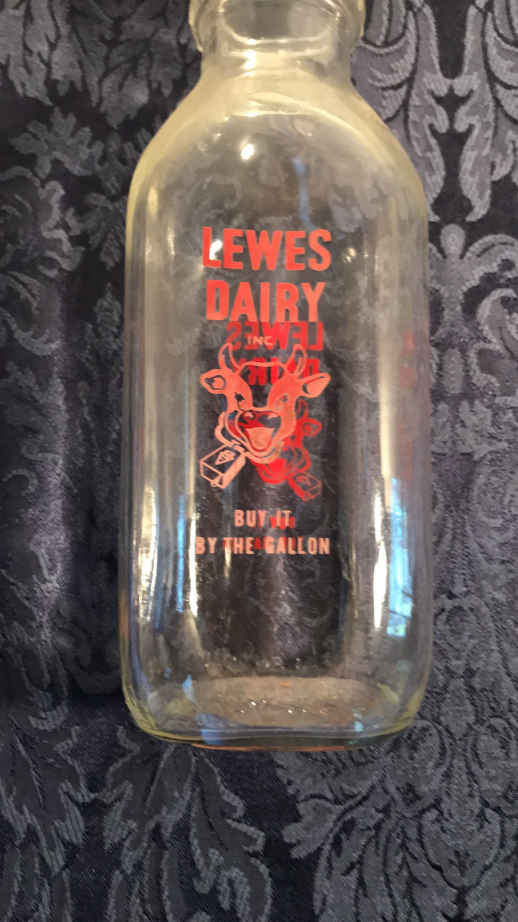 LEWES
DAIRY
INC.
BUY IT
BY THE GALLON